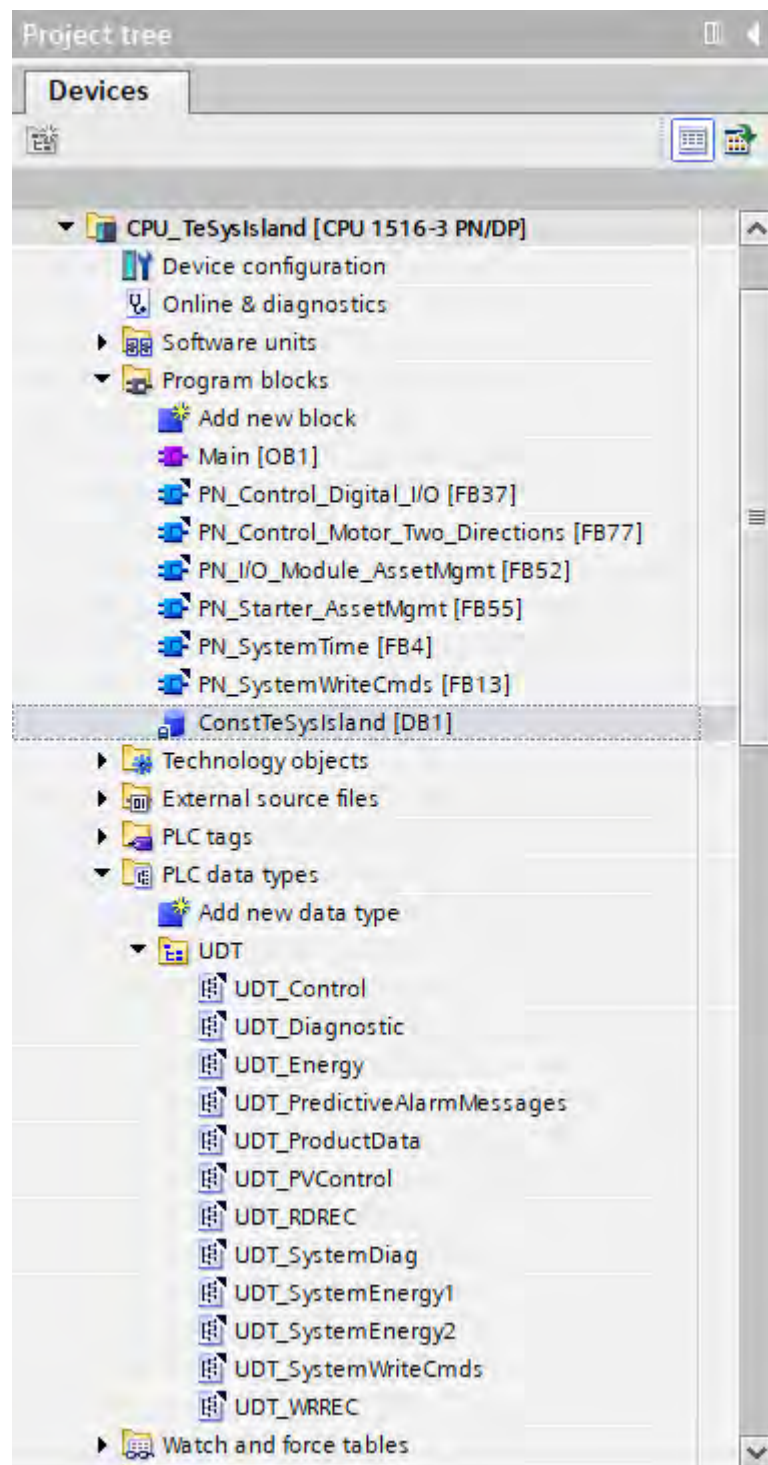 Project tree
Devices
CPU_TeSysIsland [CPU 1516-3 PN/DP]
Device configuration
Online & diagnostics
Software units
Program blocks
Add new block
Main [OB1]
PN_Control_Digital_I/O [FB37]
PN_Control_Motor_Two_Directions [FB77]
PN_I/O_Module_AssetMgmt [FB52]
PN_Starter_AssetMgmt [FB55]
PN_SystemTime [FB4]
PN_SystemWriteCmds [FB13]
ConstTeSysIsland [DB1]
Technology objects
External source files
PLC tags
PLC data types
Add new data type
UDT
UDT_Control
UDT_Diagnostic
UDT_Energy
UDT_PredictiveAlarmMessages
UDT_ProductData
UDT_PVControl
UDT_RDREC
UDT_SystemDiag
UDT_SystemEnergy1
UDT_SystemEnergy2
UDT_SystemWriteCmds
UDT_WRREC
Watch and force tables